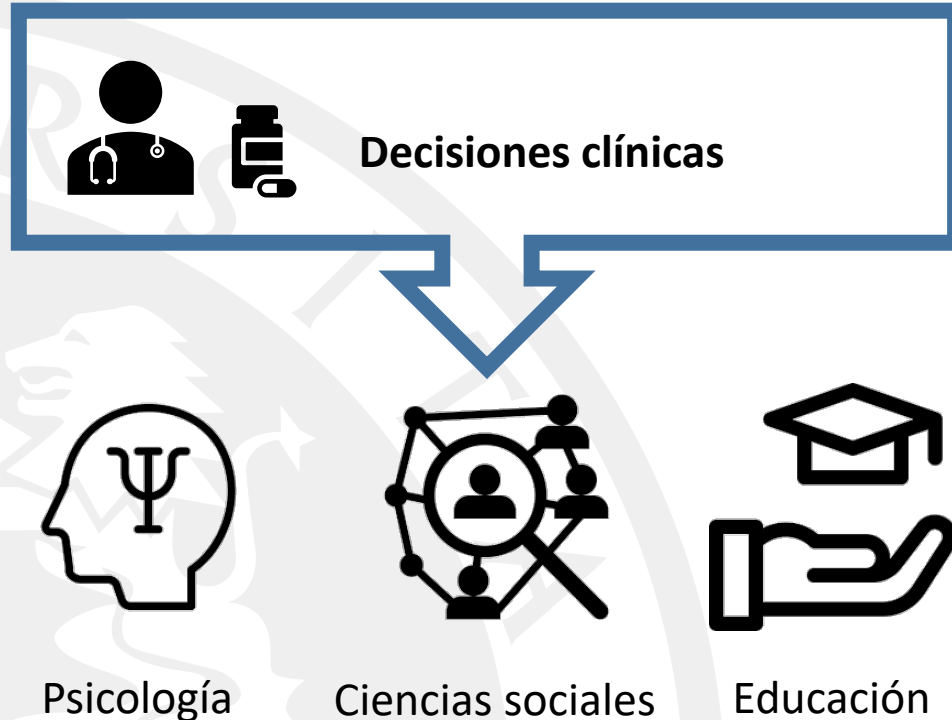 Decisiones clínicas
Psicología
Ciencias sociales
Educación